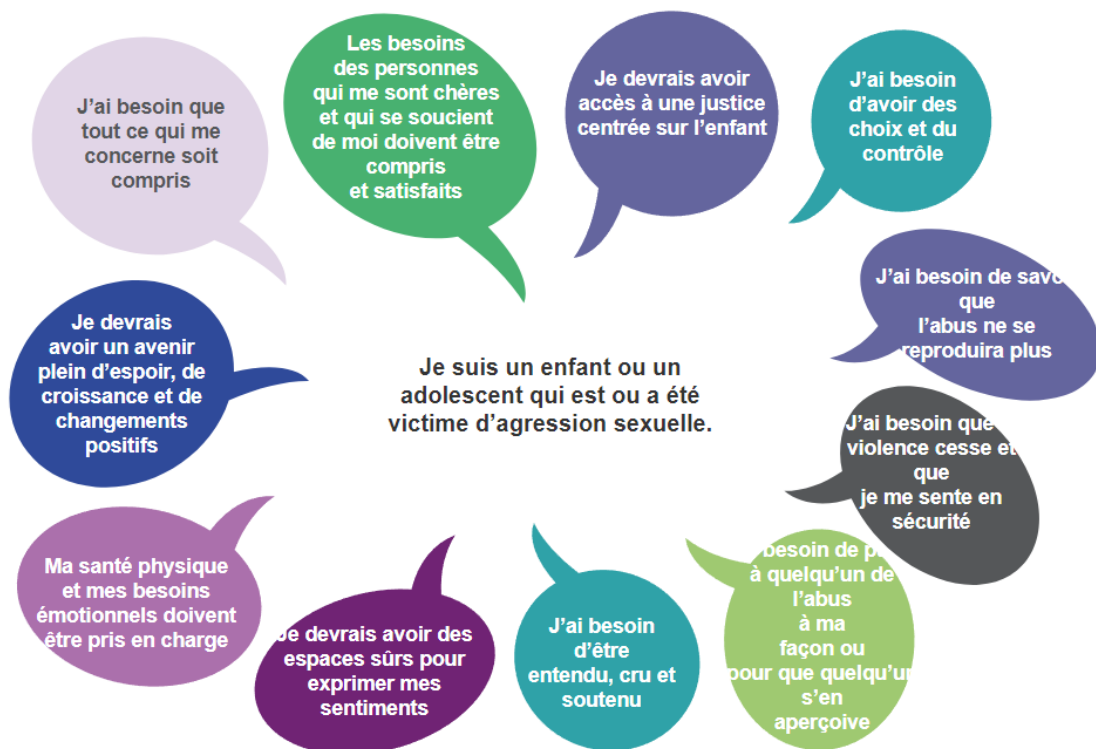 J'ai besoin que
tout ce qui me
concerne soit
compris
Les besoins
des personnes
qui me sont chères
et qui se soucient
de moi doivent être
compris
et satisfaits
Je devrais avoir
accès à une justice
centrée sur l'enfant
J'ai besoin
d'avoir des
choix et du
contrôle
J'ai besoin de
que
l'abus ne se
reproduira plus
Je devrais
avoir un avenir
plein d'espoir, de
croissance et de
changements
positifs
Je suis un enfant ou un
adolescent qui est ou a été
victime d'agression sexuelle.
J'ai besoin que
violence cesse et
que
je me sente en
sécurité
Ma santé physique
et mes besoins
émotionnels doivent
être pris en charge
Je devrais avoir des
espaces sûrs pour
exprimer mes
sentiments
J'ai besoin
d'être
entendu, cru et
soutenu
besoin de
à quelqu'un de
l'abus
à ma
façon ou
pour que quelqu'un
s'en
aperçoive